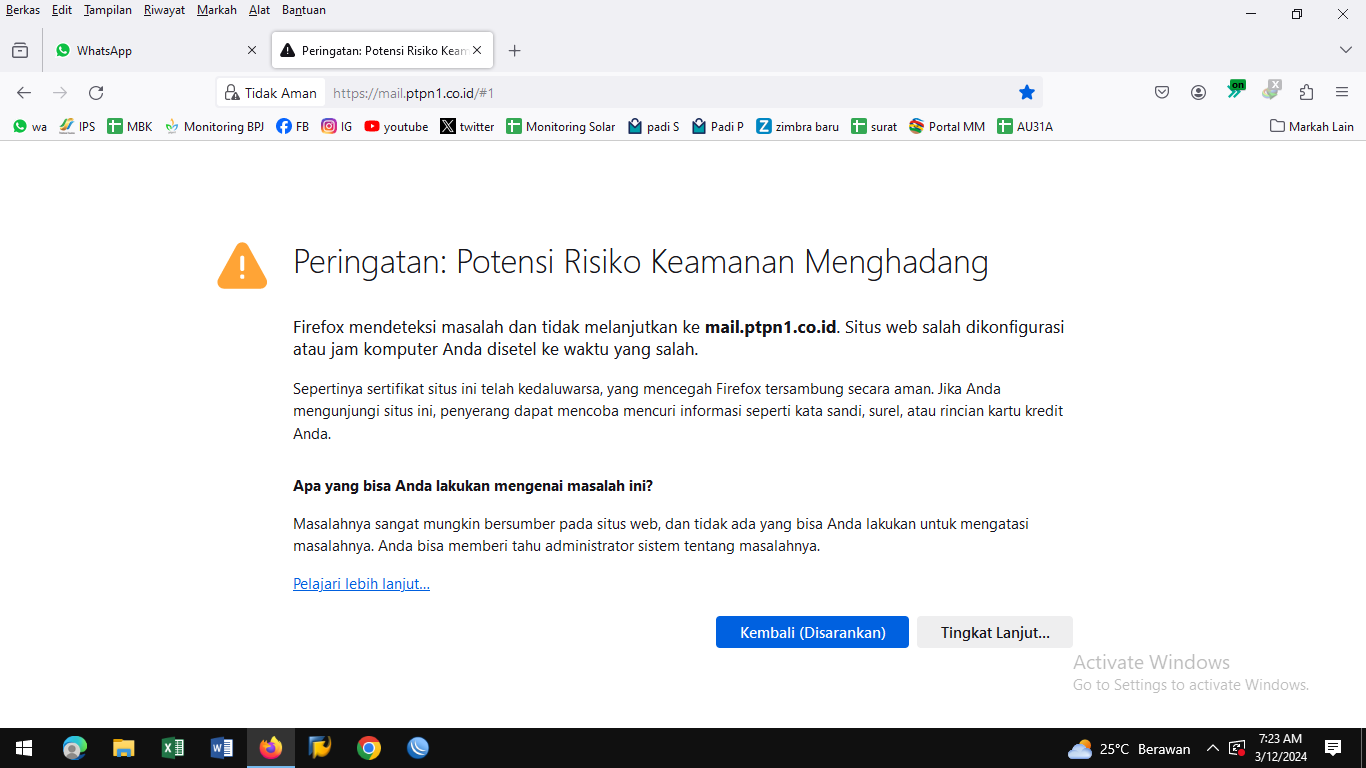 Berkas Edit Tampilan Riwayat Markah Alat Bantuan
WhatsApp
Peringatan: Potensi Risiko Keam
Tidak Aman
https://mail.ptpn1.co.id/#1
on
X
wa IPS MBK Monitoring BPJ FB IG youtube twitter Monitoring Solar padi S Padi P zimbra baru surat Portal MM AU31A Markah Lain
Peringatan: Potensi Risiko Keamanan Menghadang
Firefox mendeteksi masalah dan tidak melanjutkan ke mail.ptpn1.co.id. Situs web salah dikonfigurasi
atau jam komputer Anda disetel ke waktu yang salah.
Sepertinya sertifikat situs ini telah kedaluwarsa, yang mencegah Firefox tersambung secara aman. Jika Anda
mengunjungi situs ini, penyerang dapat mencoba mencuri informasi seperti kata sandi, surel, atau rincian kartu kredit
Anda.
Apa yang bisa Anda lakukan mengenai masalah ini?
Masalahnya sangat mungkin bersumber pada situs web, dan tidak ada yang bisa Anda lakukan untuk mengatasi
masalahnya. Anda bisa memberi tahu administrator sistem tentang masalahnya.
Pelajari lebih lanjut...
Kembali (Disarankan)
Tingkat Lanjut...
Activate Windows
Go to Settings to activate Windows.
25°C Berawan
7:23 AM
3/12/2024